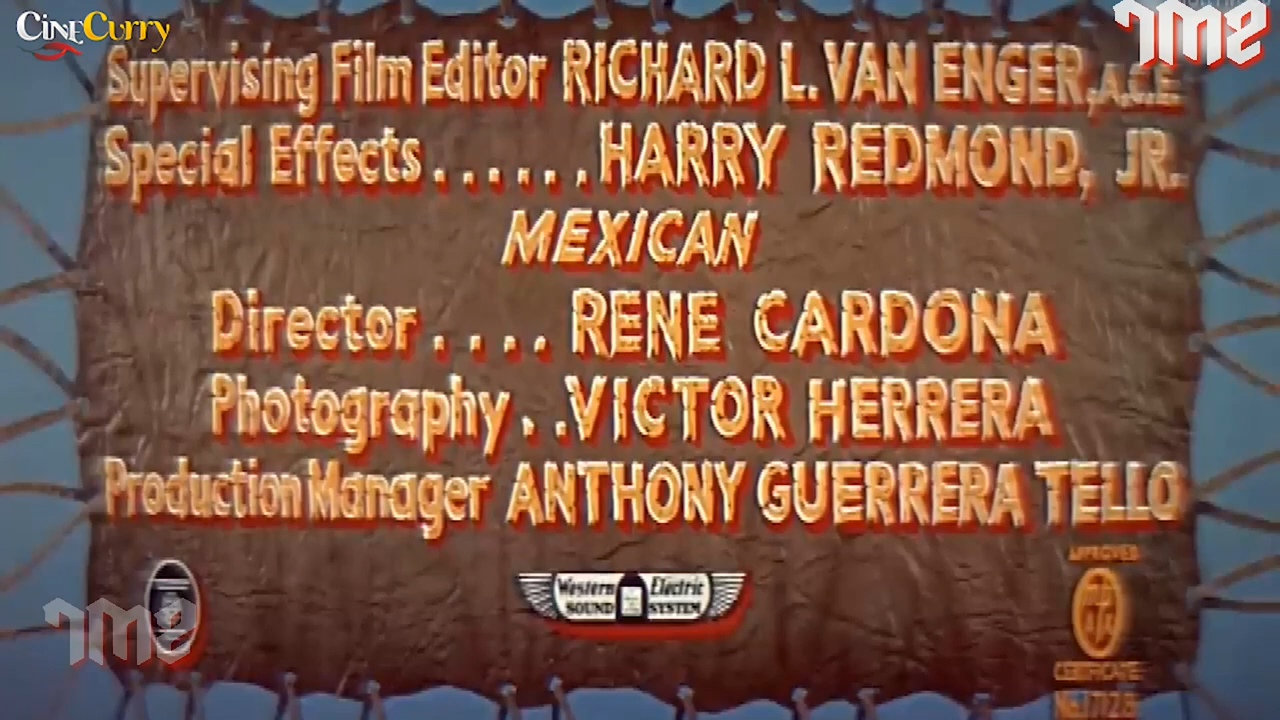 CINECURRY
Supervising Film Editor RICHARD L. VAN ENGER, A.C.E.
Special Effects ...... HARRY REDMOND, JR.
MEXICAN
Director .... RENE CARDONA
Photography ..VICTOR HERRERA
Production Manager ANTHONY GUERRERA TELLO
Western Electric
SOUND SYSTEM
APPROVED
CERTIFICATE